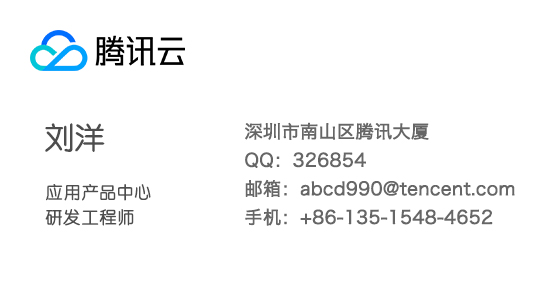 腾讯云
刘洋
应用产品中心
研发工程师
深圳市南山区腾讯大厦
QQ：326854
邮箱：abcd990@tencent.com
手机：+86-135-1548-4652